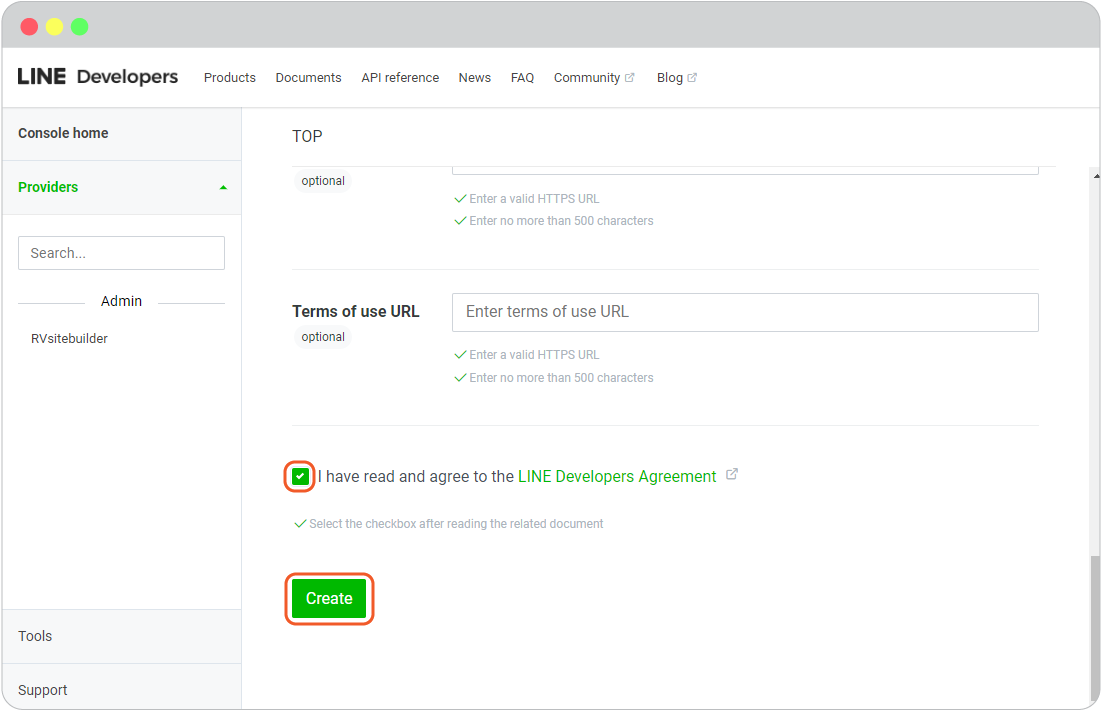 LINE Developers Products Documents API reference News FAQ Community Blog
Console home
Providers
Search...
Admin
RVsitebuilder
Tools
Support
TOP
optional
Enter a valid HTTPS URL
Enter no more than 500 characters
Terms of use URL
Enter terms of use URL
optional
Enter a valid HTTPS URL
Enter no more than 500 characters
I have read and agree to the LINE Developers Agreement
Select the checkbox after reading the related document
Create